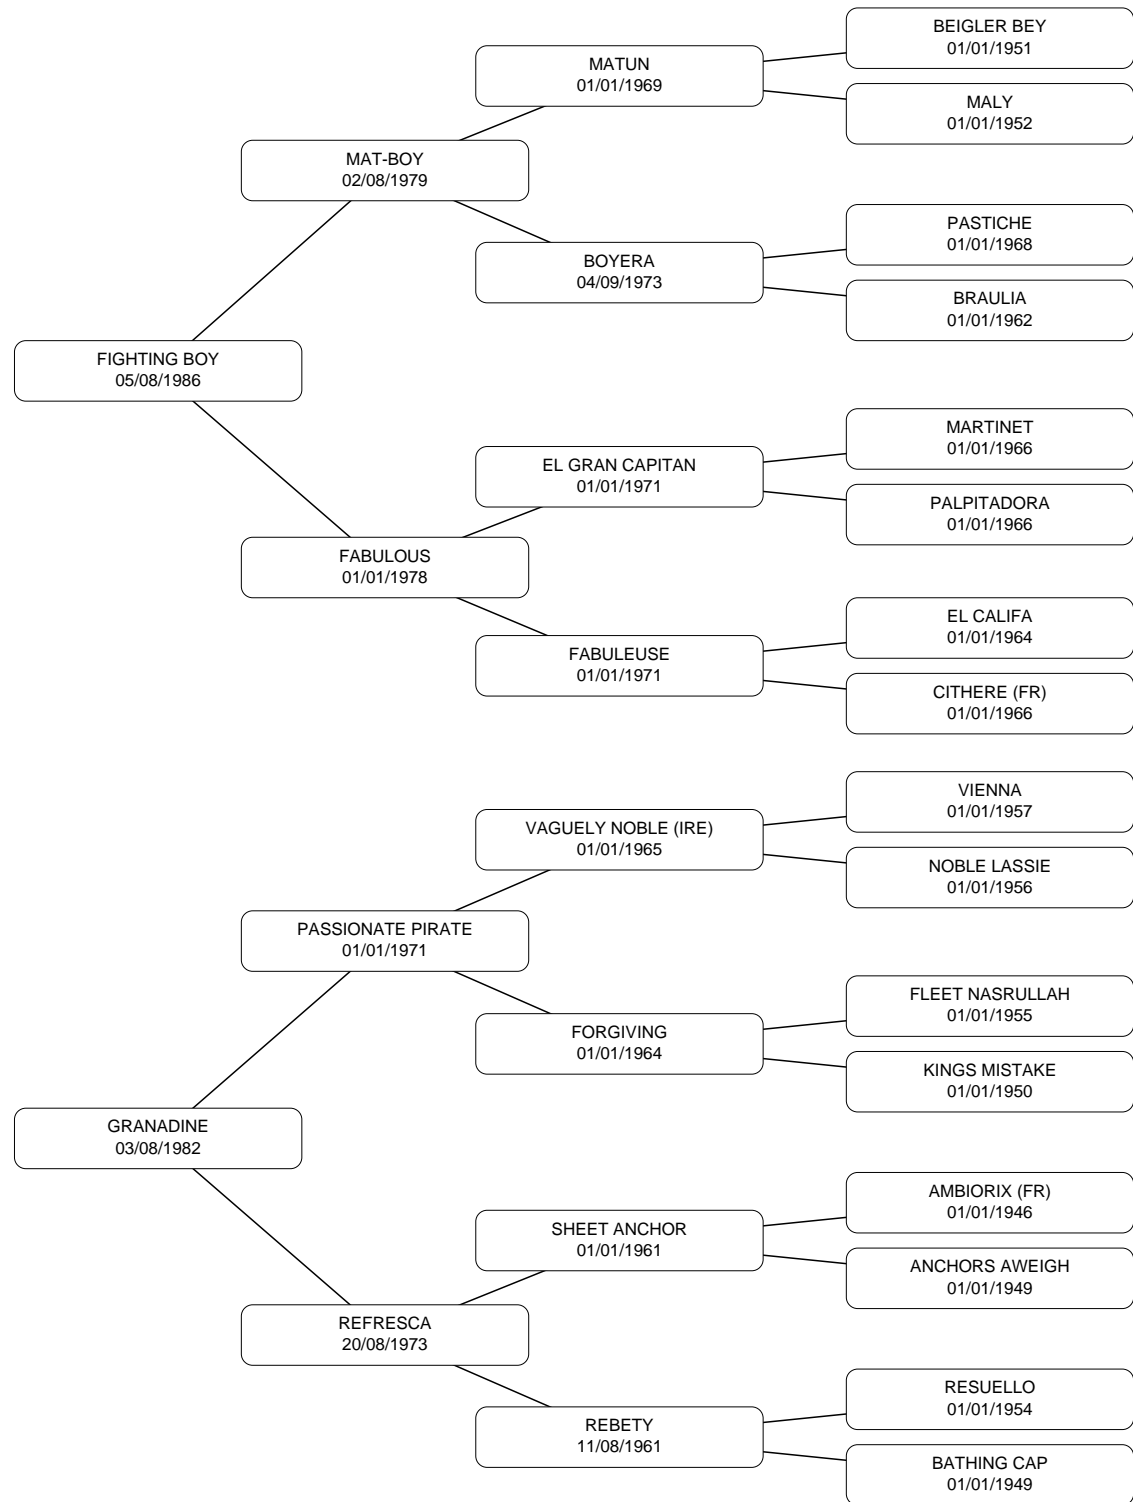 BEIGLER BEY
01/01/1951
MATUN
01/01/1969
MALY
01/01/1952
MAT-BOY
02/08/1979
PASTICHE
01/01/1968
BOYERA
04/09/1973
BRAULIA
01/01/1962
FIGHTING BOY
05/08/1986
MARTINET
01/01/1966
EL GRAN CAPITAN
01/01/1971
PALPITADORA
01/01/1966
FABULOUS
01/01/1978
EL CALIFA
01/01/1964
FABULEUSE
01/01/1971
CITHERE (FR)
01/01/1966
VIENNA
01/01/1957
VAGUELY NOBLE (IRE)
01/01/1965
NOBLE LASSIE
01/01/1956
PASSIONATE PIRATE
01/01/1971
FLEET NASRULLAH
01/01/1955
FORGIVING
01/01/1964
KINGS MISTAKE
01/01/1950
GRANADINE
03/08/1982
AMBIORIX (FR)
01/01/1946
SHEET ANCHOR
01/01/1961
ANCHORS AWEIGH
01/01/1949
REFRESCA
20/08/1973
RESUELLO
01/01/1954
REBETY
11/08/1961
BATHING CAP
01/01/1949